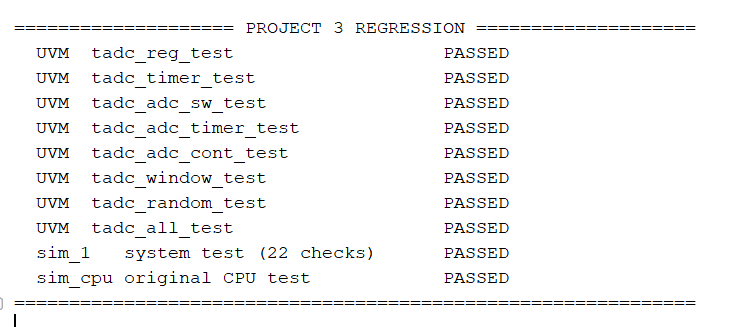 ==================== PROJECT 3 REGRESSION ====================
UVM  tadc_reg_test                   PASSED
UVM  tadc_timer_test                 PASSED
UVM  tadc_adc_sw_test                PASSED
UVM  tadc_adc_timer_test             PASSED
UVM  tadc_adc_cont_test              PASSED
UVM  tadc_window_test                PASSED
UVM  tadc_random_test                PASSED
UVM  tadc_all_test                   PASSED
sim_1   system test (22 checks)      PASSED
sim_cpu original CPU test            PASSED
==============================================================